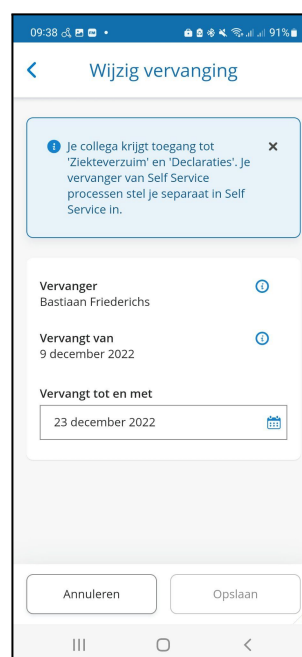 09:38
91%
Wijzig vervanging
Je collega krijgt toegang tot
'Ziekteverzuim' en 'Declaraties'. Je
vervanger van Self Service
processen stel je separaat in Self
Service in.
Vervanger
Bastiaan Friederichs
Vervangt van
9 december 2022
Vervangt tot en met
23 december 2022
Annuleren
Opslaan